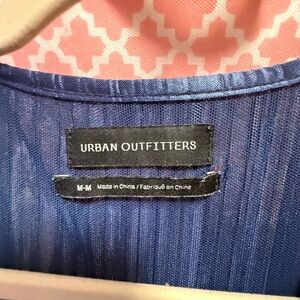 URBAN OUTFITTERS
M-M Made in China / Fabriqué en Chine